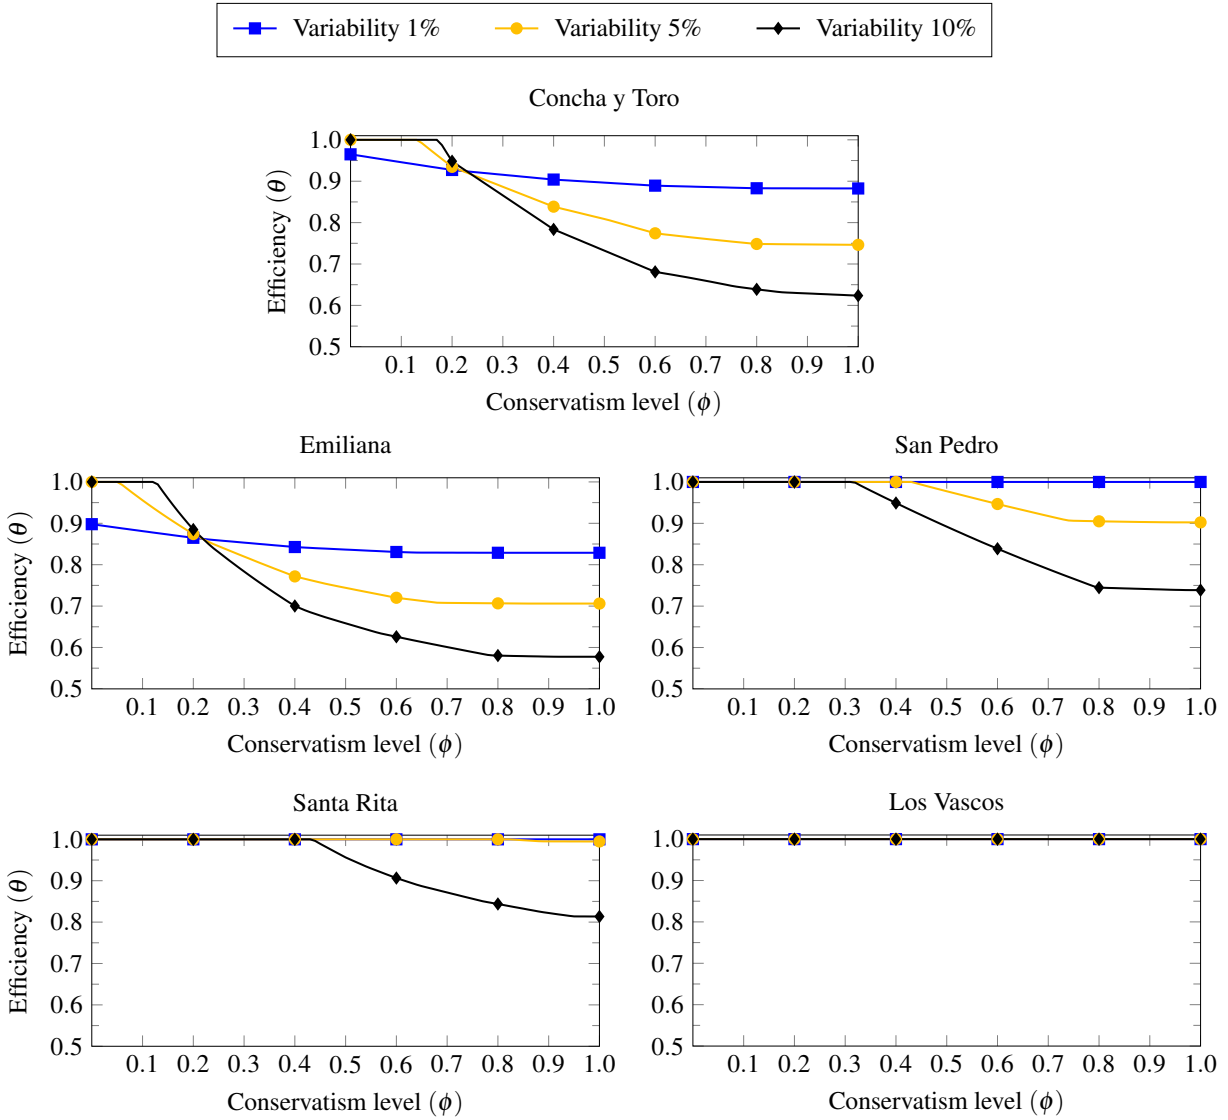 Variability 1% Variability 5% Variability 10%
Concha y Toro
Efficiency (θ)
1.0
0.9
0.8
0.7
0.6
0.5
0.1 0.2 0.3 0.4 0.5 0.6 0.7 0.8 0.9 1.0
Conservatism level (ϕ)
Emiliana
Efficiency (θ)
1.0
0.9
0.8
0.7
0.6
0.5
0.1 0.2 0.3 0.4 0.5 0.6 0.7 0.8 0.9 1.0
Conservatism level (ϕ)
San Pedro
1.0
0.9
0.8
0.7
0.6
0.5
0.1 0.2 0.3 0.4 0.5 0.6 0.7 0.8 0.9 1.0
Conservatism level (ϕ)
Santa Rita
Efficiency (θ)
1.0
0.9
0.8
0.7
0.6
0.5
0.1 0.2 0.3 0.4 0.5 0.6 0.7 0.8 0.9 1.0
Conservatism level (ϕ)
Los Vascos
1.0
0.9
0.8
0.7
0.6
0.5
0.1 0.2 0.3 0.4 0.5 0.6 0.7 0.8 0.9 1.0
Conservatism level (ϕ)